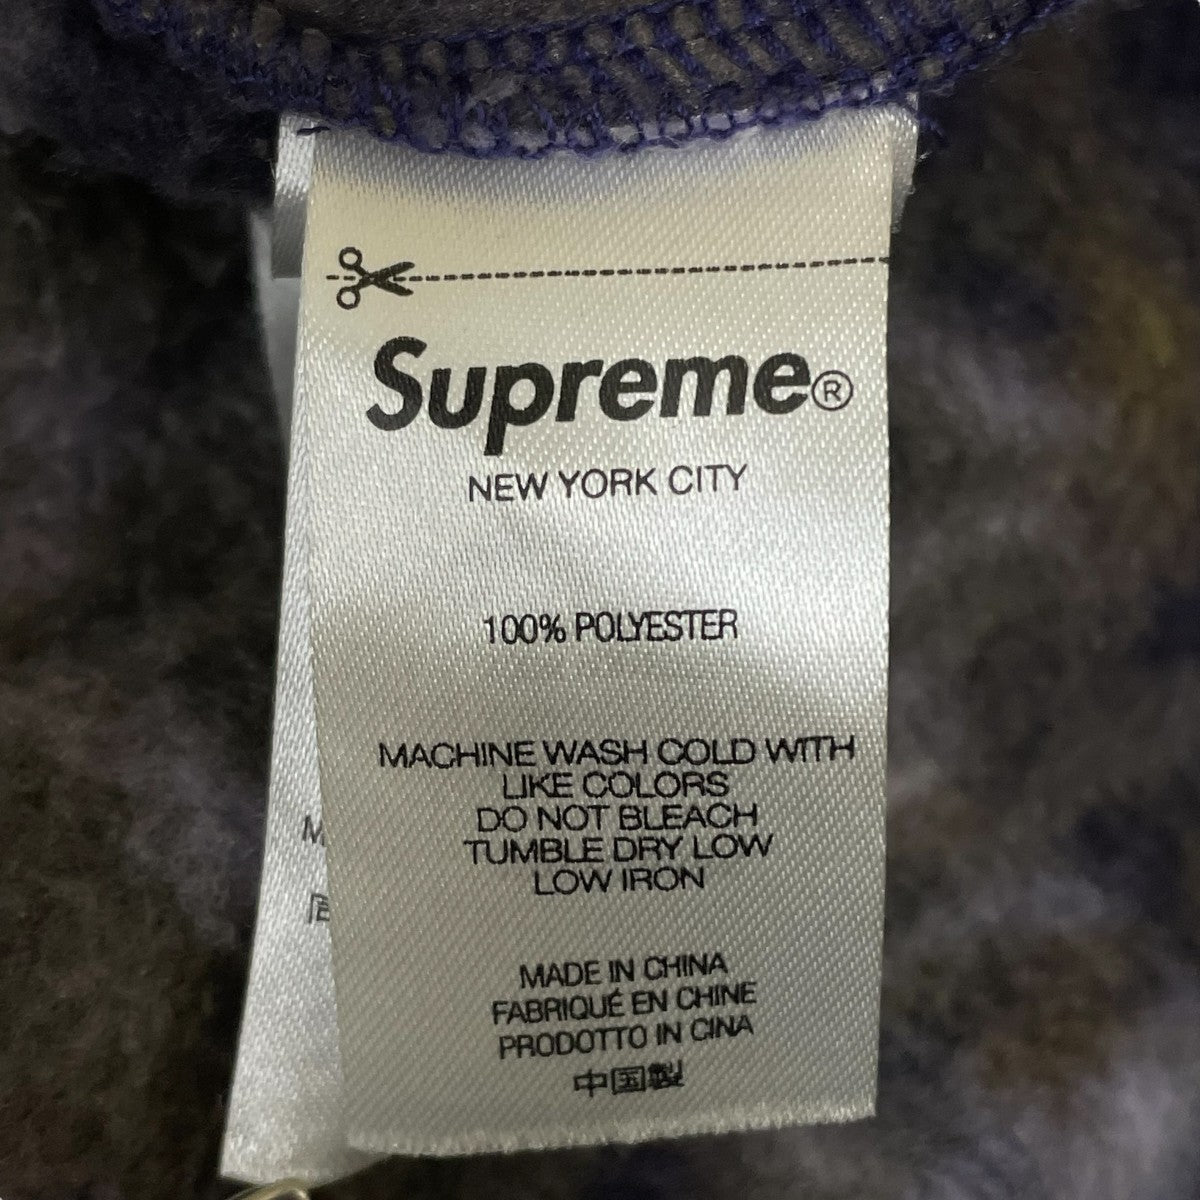 Supreme®
NEW YORK CITY
100% POLYESTER
MACHINE WASH COLD WITH
LIKE COLORS
DO NOT BLEACH
TUMBLE DRY LOW
LOW IRON
MADE IN CHINA
FABRIQUÉ EN CHINE
PRODOTTO IN CINA
中国製